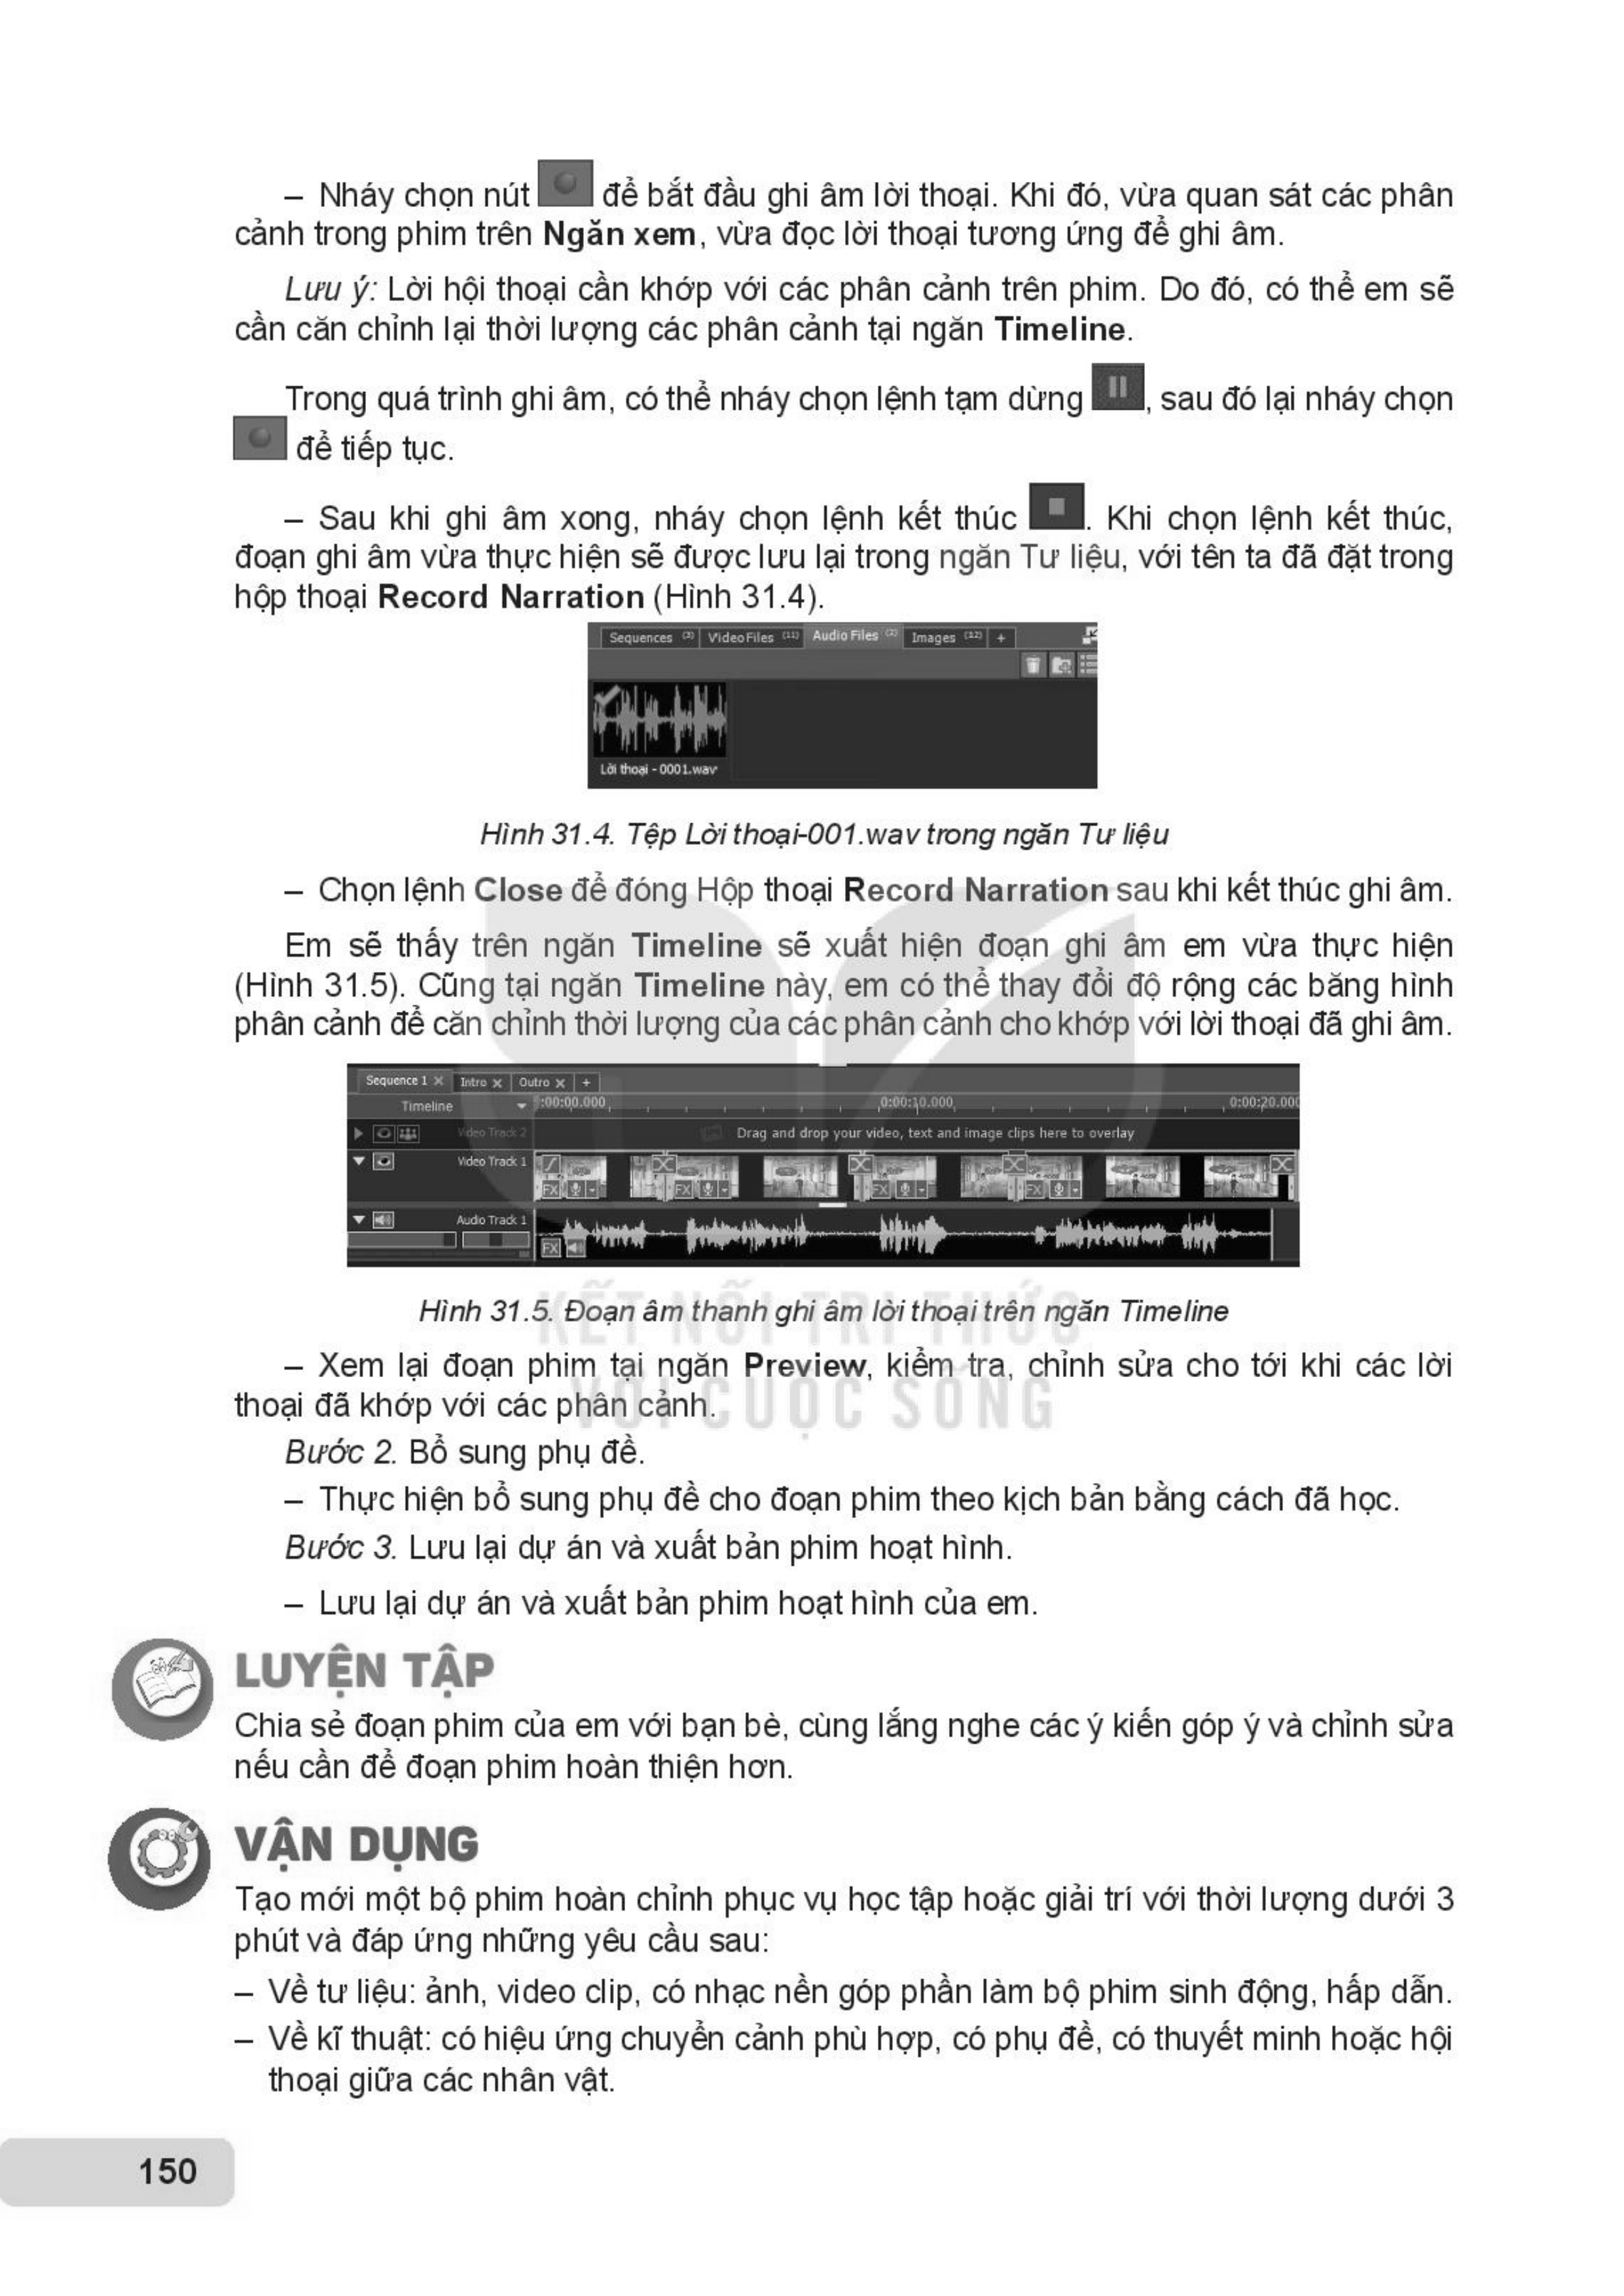 – Nháy chọn nút để bắt đầu ghi âm lời thoại. Khi đó, vừa quan sát các phân
cảnh trong phim trên Ngăn xem, vừa đọc lời thoại tương ứng để ghi âm.
Lưu ý: Lời hội thoại cần khớp với các phân cảnh trên phim. Do đó, có thể em sẽ
cần căn chỉnh lại thời lượng các phân cảnh tại ngăn Timeline.
Trong quá trình ghi âm, có thể nháy chọn lệnh tạm dừng , sau đó lại nháy chọn
để tiếp tục.
– Sau khi ghi âm xong, nháy chọn lệnh kết thúc . Khi chọn lệnh kết thúc,
đoạn ghi âm vừa thực hiện sẽ được lưu lại trong ngăn Tư liệu, với tên ta đã đặt trong
hộp thoại Record Narration (Hình 31.4).
Sequences (3) Video Files (11) Audio Files (2) Images (12) +
Lời thoại - 0001.wav
Hình 31.4. Tệp Lời thoại-001.wav trong ngăn Tư liệu
– Chọn lệnh Close để đóng Hộp thoại Record Narration sau khi kết thúc ghi âm.
Em sẽ thấy trên ngăn Timeline sẽ xuất hiện đoạn ghi âm em vừa thực hiện
(Hình 31.5). Cũng tại ngăn Timeline này, em có thể thay đổi độ rộng các băng hình
phân cảnh để căn chỉnh thời lượng của các phân cảnh cho khớp với lời thoại đã ghi âm.
Sequence 1 X Intro X Outro X +
Timeline :00:00.000 0:00:10.000 0:00:20.000
Video Track 2 Drag and drop your video, text and image clips here to overlay
Video Track 1
FX FX FX FX
Audio Track 1
FX
Hình 31.5. Đoạn âm thanh ghi âm lời thoại trên ngăn Timeline
KẾT NỐI TRI THỨC
– Xem lại đoạn phim tại ngăn Preview, kiểm tra, chỉnh sửa cho tới khi các lời
thoại đã khớp với các phân cảnh.
VỚI CUỘC SỐNG
Bước 2. Bổ sung phụ đề.
– Thực hiện bổ sung phụ đề cho đoạn phim theo kịch bản bằng cách đã học.
Bước 3. Lưu lại dự án và xuất bản phim hoạt hình.
– Lưu lại dự án và xuất bản phim hoạt hình của em.
LUYỆN TẬP
Chia sẻ đoạn phim của em với bạn bè, cùng lắng nghe các ý kiến góp ý và chỉnh sửa
nếu cần để đoạn phim hoàn thiện hơn.
VẬN DỤNG
Tạo mới một bộ phim hoàn chỉnh phục vụ học tập hoặc giải trí với thời lượng dưới 3
phút và đáp ứng những yêu cầu sau:
– Về tư liệu: ảnh, video clip, có nhạc nền góp phần làm bộ phim sinh động, hấp dẫn.
– Về kĩ thuật: có hiệu ứng chuyển cảnh phù hợp, có phụ đề, có thuyết minh hoặc hội
thoại giữa các nhân vật.
150